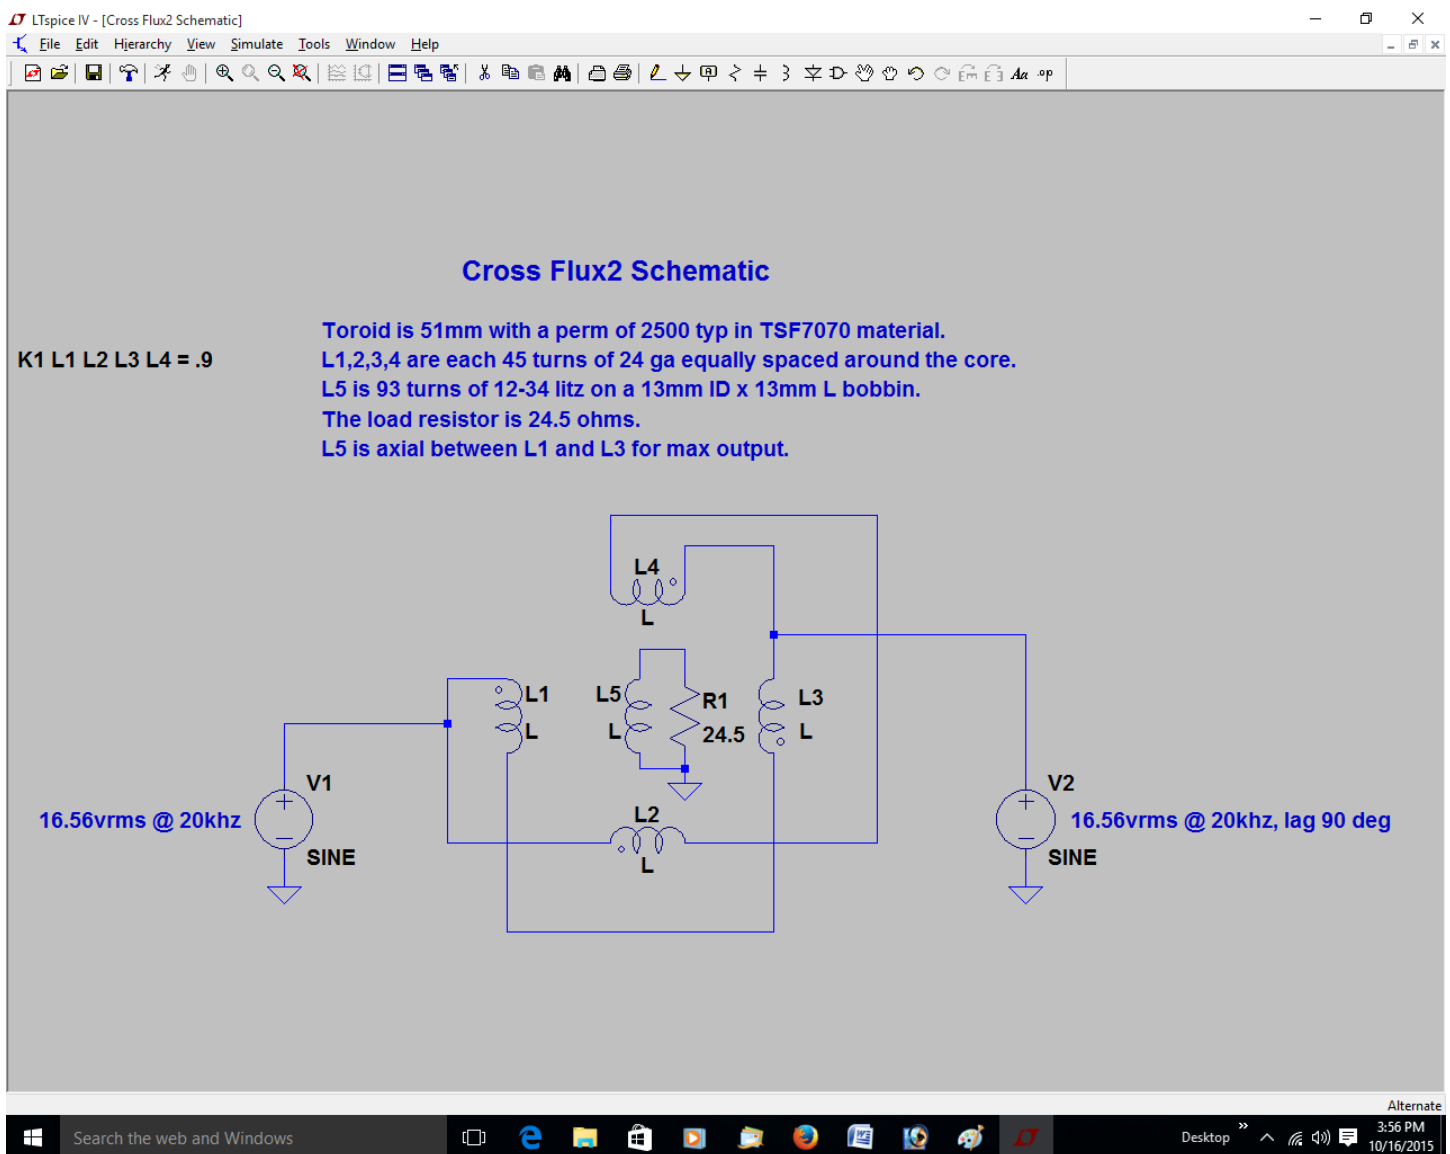 LTspice IV - [Cross Flux2 Schematic]
File Edit Hierarchy View Simulate Tools Window Help
Aa .op
Cross Flux2 Schematic
Toroid is 51mm with a perm of 2500 typ in TSF7070 material.
K1 L1 L2 L3 L4 = .9
L1,2,3,4 are each 45 turns of 24 ga equally spaced around the core.
L5 is 93 turns of 12-34 litz on a 13mm ID x 13mm L bobbin.
The load resistor is 24.5 ohms.
L5 is axial between L1 and L3 for max output.
L4
L
L1
L
L5
L
R1
24.5
L3
L
V1
16.56vrms @ 20khz
SINE
L2
L
V2
16.56vrms @ 20khz, lag 90 deg
SINE
Alternate
Search the web and Windows
Desktop
3:56 PM
10/16/2015